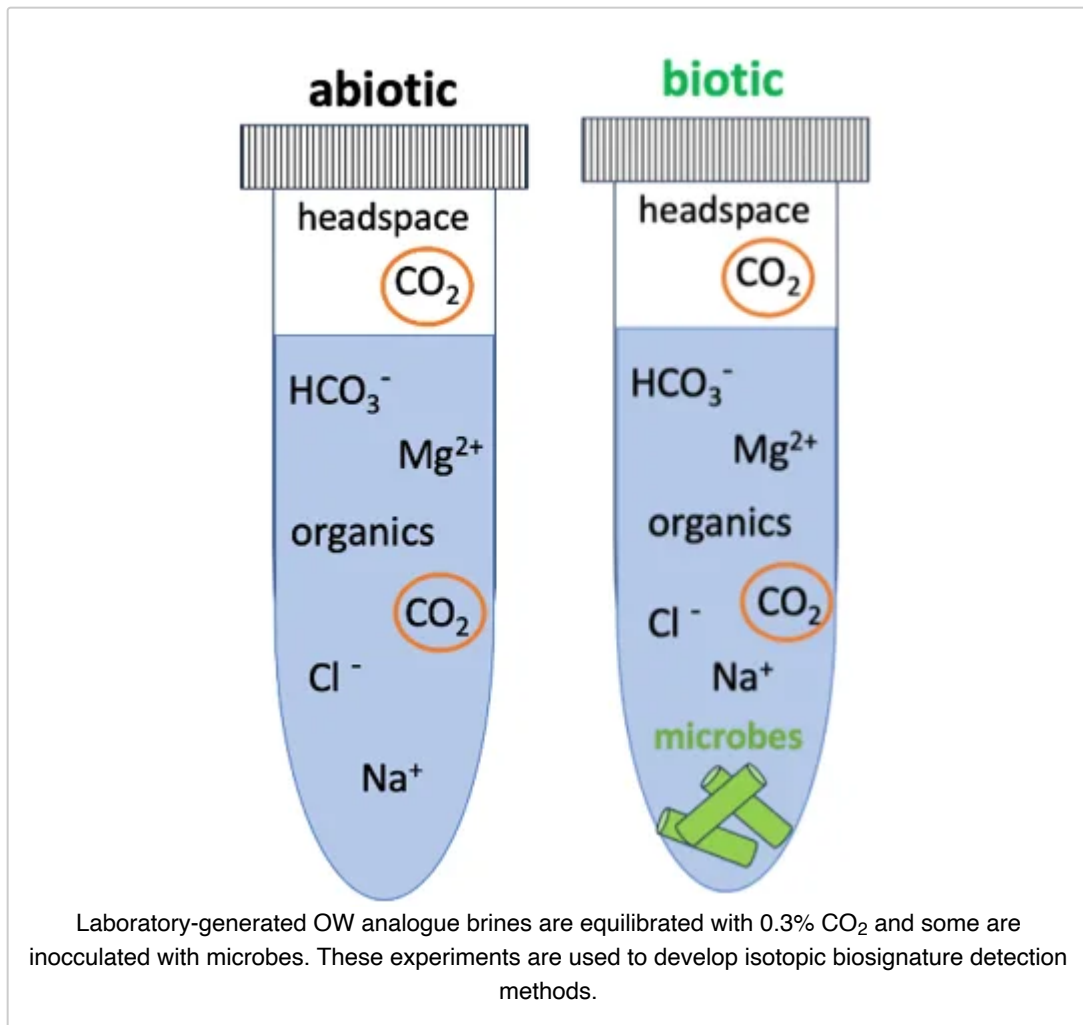 abiotic
headspace
CO₂
HCO₃⁻
Mg²⁺
organics
CO₂
Cl ⁻
Na⁺
biotic
headspace
CO₂
HCO₃⁻
Mg²⁺
organics
CO₂
Cl ⁻
Na⁺
microbes
Laboratory-generated OW analogue brines are equilibrated with 0.3% CO₂ and some are
inocculated with microbes. These experiments are used to develop isotopic biosignature detection
methods.